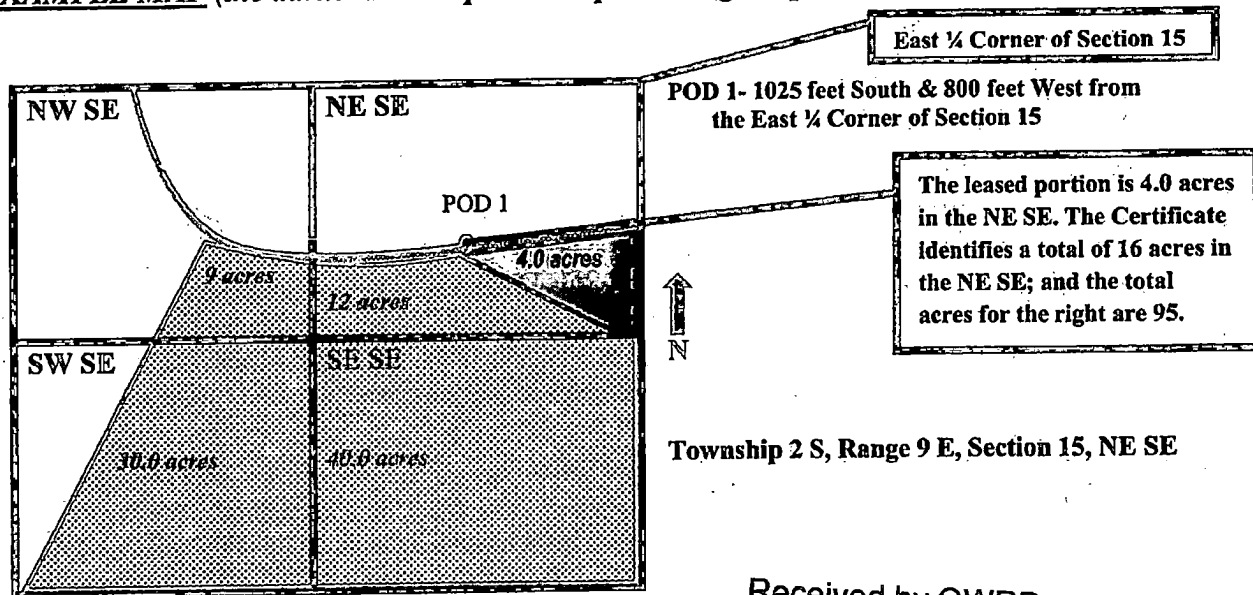 East ¼ Corner of Section 15
NW SE
NE SE
POD 1- 1025 feet South & 800 feet West from
the East ¼ Corner of Section 15
POD 1
The leased portion is 4.0 acres
in the NE SE. The Certificate
identifies a total of 16 acres in
the NE SE; and the total
acres for the right are 95.
4.0 acres
9 acres
12 acres
N
SW SE
SE SE
30.0 acres
40.0 acres
Township 2 S, Range 9 E, Section 15, NE SE
Received by OWRD